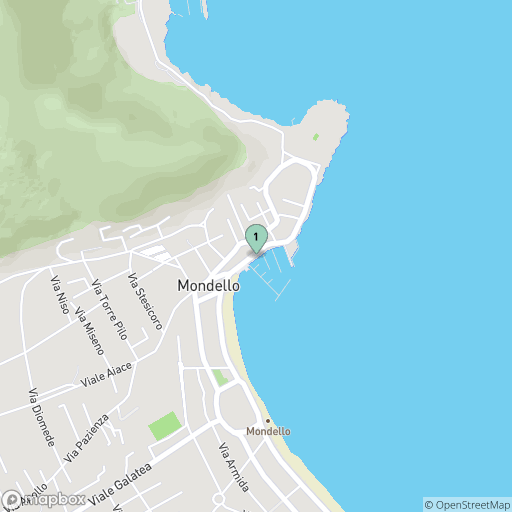 1
Mondello
Via Niso
Via Torre Pilo
Via Stesicoro
Via Miseno
Viale Aiace
Via Diomede
Via Pazienza
Mondello
Via Armida
Viale Galatea
mapbox
© OpenStreetMap